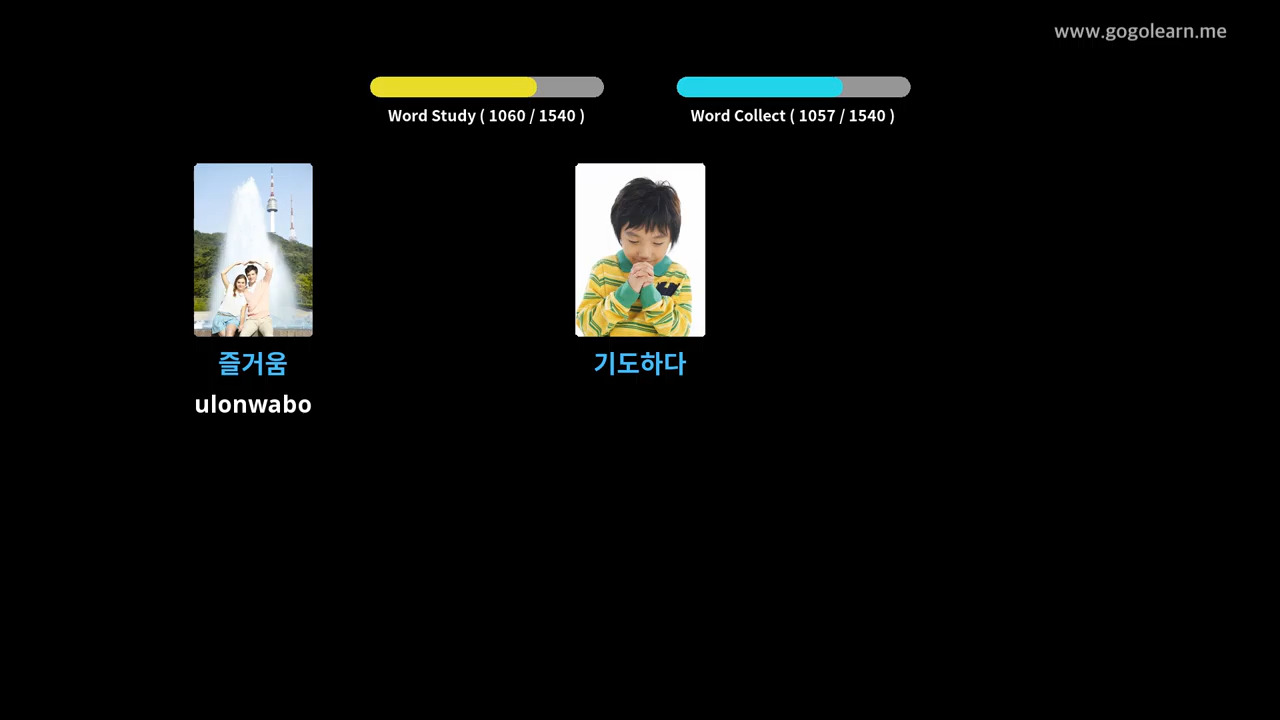 www.gogolearn.me
Word Study ( 1060 / 1540 )
Word Collect ( 1057 / 1540 )
즐거움
기도하다
ulonwabo